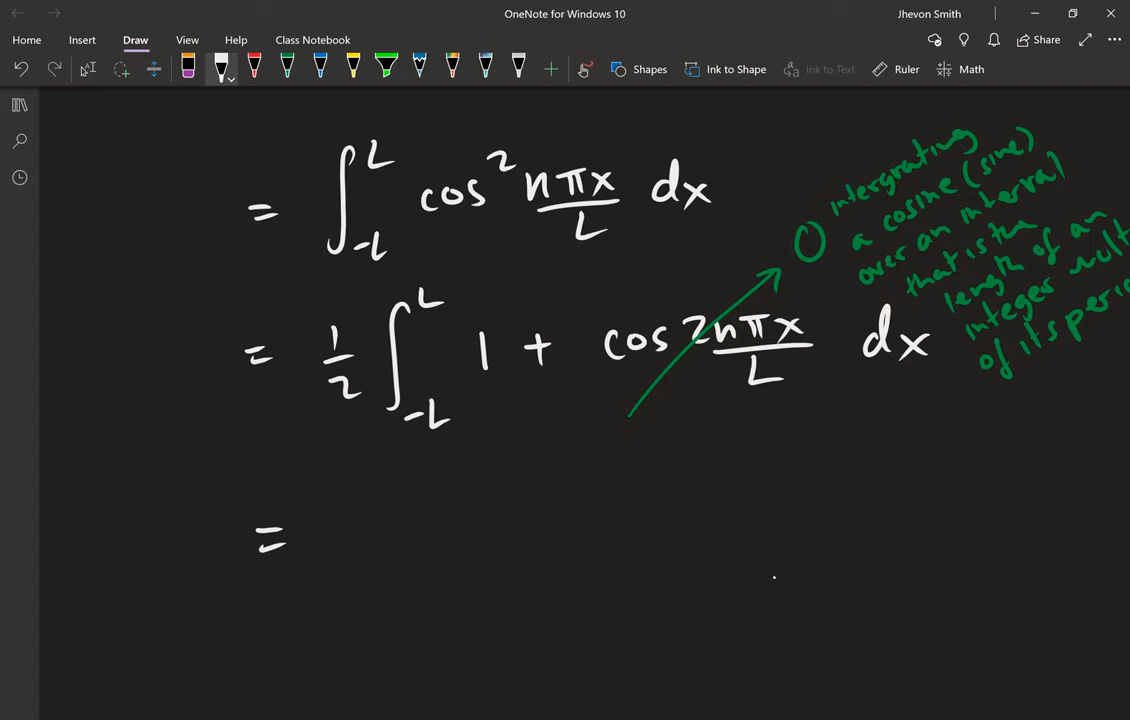 OneNote for Windows 10
Jhevon Smith
Home Insert Draw View Help Class Notebook
Share
Shapes Ink to Shape Ink to Text Ruler Math
= ∫_{-L}^{L} cos² nπx/L dx
= 1/2 ∫_{-L}^{L} 1 + cos 2nπx/L dx
=
0
intergrating
a cosine (sine)
over an interval
that is the
length of an
integer mult
of its perio